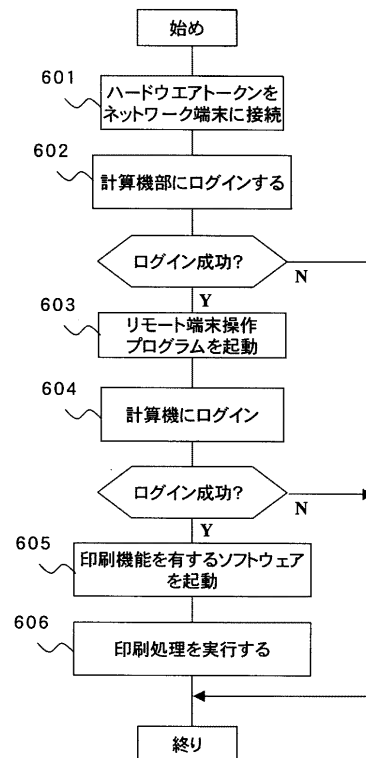 始め
601
ハードウエアトークンを
ネットワーク端末に接続
602
計算機部にログインする
ログイン成功?
N
Y
603
リモート端末操作
プログラムを起動
604
計算機にログイン
ログイン成功?
N
Y
605
印刷機能を有するソフトウェア
を起動
606
印刷処理を実行する
終り